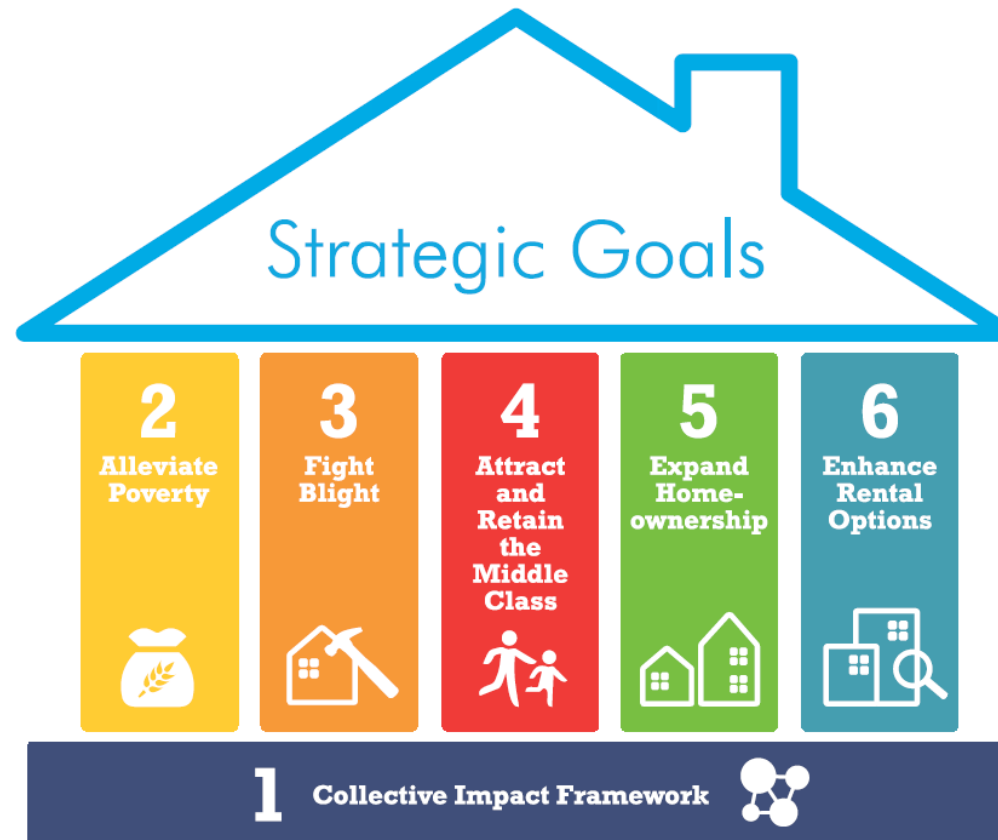 Strategic Goals
2
Alleviate
Poverty
3
Fight
Blight
4
Attract
and
Retain
the
Middle
Class
5
Expand
Home-
ownership
6
Enhance
Rental
Options
1 Collective Impact Framework